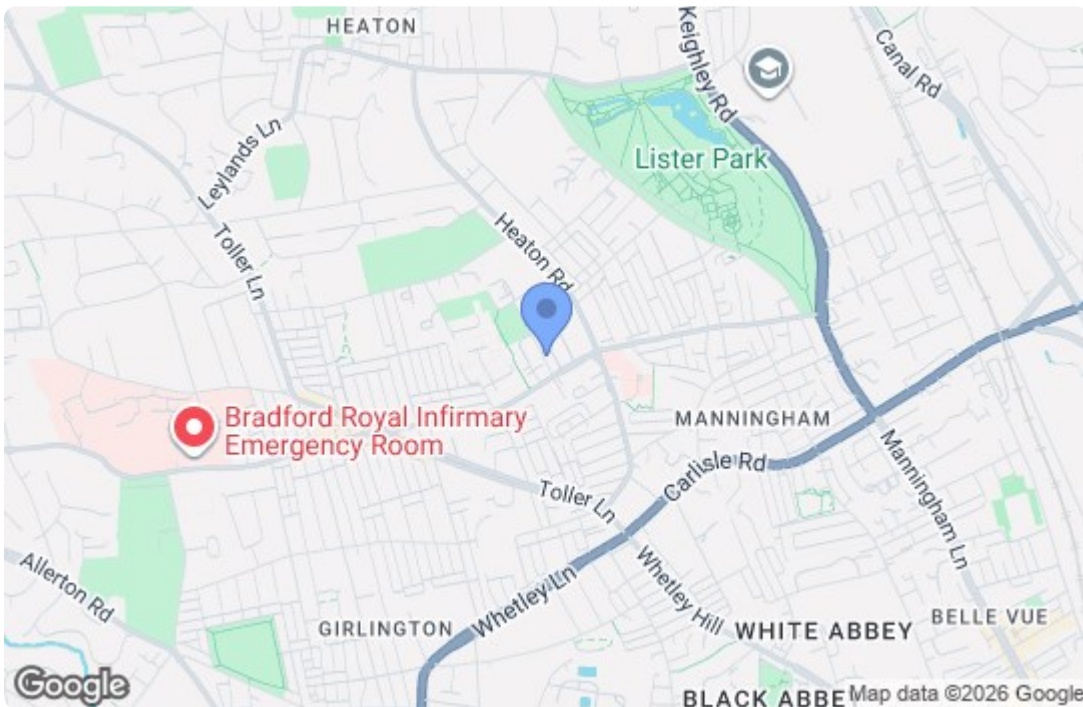 HEATON
Keighley Rd
Canal Rd
Leylands Ln
Lister Park
Toller Ln
Heaton Rd
Bradford Royal Infirmary
Emergency Room
MANNINGHAM
Carlisle Rd
Manningham Ln
Toller Ln
Allerton Rd
Whetley Ln
Whetley Hill
GIRLINGTON
WHITE ABBEY
BELLE VUE
BLACK ABBE
Google
Map data ©2026 Google